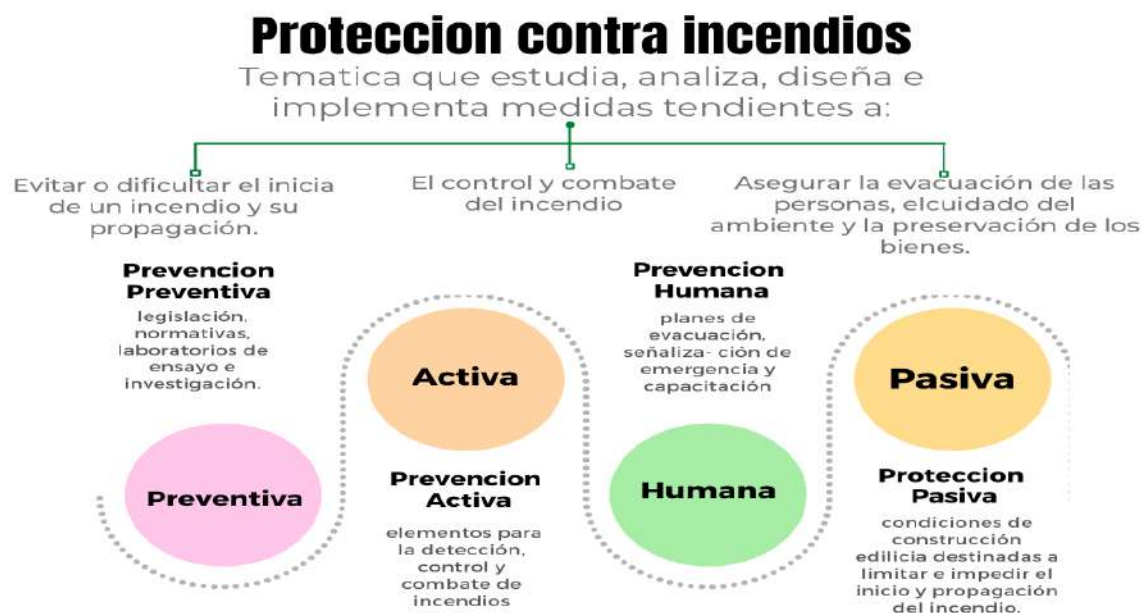 Proteccion contra incendios
Tematica que estudia, analiza, diseña e
implementa medidas tendientes a:
Evitar o dificultar el inicia
de un incendio y su
propagación.
El control y combate
del incendio
Asegurar la evacuación de las
personas, elcuidado del
ambiente y la preservación de los
bienes.
Prevencion
Preventiva
legislación,
normativas,
laboratorios de
ensayo e
investigación.
Preventiva
Activa
Prevencion
Activa
elementos para
la detección,
control y
combate de
incendios
Prevencion
Humana
planes de
evacuación,
señaliza- ción de
emergencia y
capacitación
Humana
Pasiva
Proteccion
Pasiva
condiciones de
construcción
edilicia destinadas a
limitar e impedir el
inicio y propagación
del incendio.